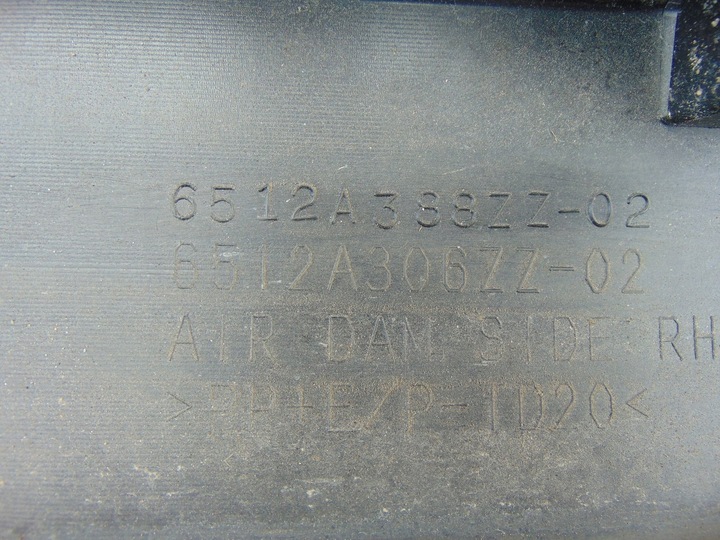 6512A388ZZ-02
6512A306ZZ-02
AIR DAM SIDE RH
>PP+E/P-TD20<